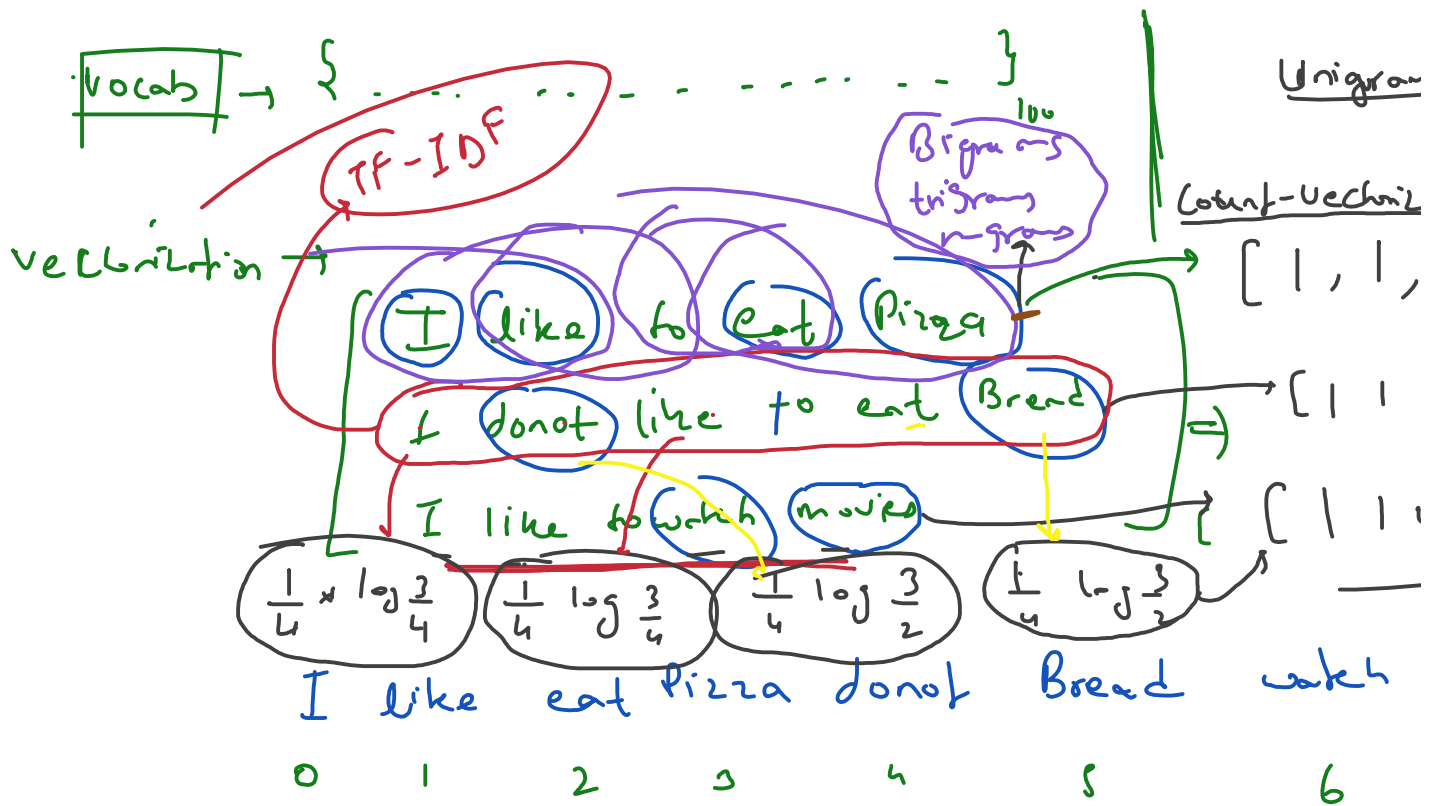 vocab → { . . . . . . . . . . . . }
100
Unigram
TF-IDF
Bigrams
trigrams
n-grams
Count-Vectoriz
vectorization →
[ 1 , 1 ,
I like to eat Pizza
I donot like to eat Bread
[ 1 1
I like to watch movies
[ 1 1
1/4 * log 3/4
1/4 log 3/4
1/4 log 3/2
1/4 log 3/2
I like eat Pizza donot Bread watch
0 1 2 3 4 5 6